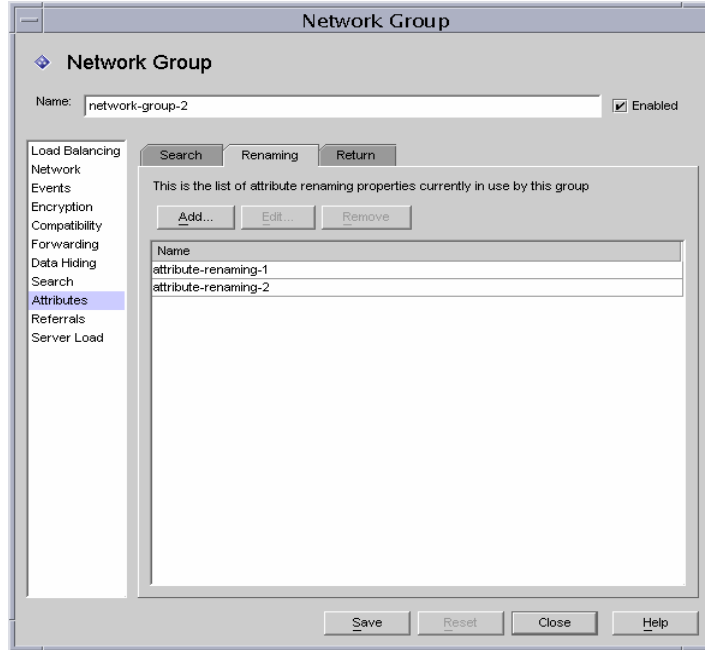 Network Group
Network Group
Name: network-group-2 Enabled
Load Balancing
Network
Events
Encryption
Compatibility
Forwarding
Data Hiding
Search
Attributes
Referrals
Server Load
Search Renaming Return
This is the list of attribute renaming properties currently in use by this group
Add... Edit... Remove
Name
attribute-renaming-1
attribute-renaming-2
Save Reset Close Help